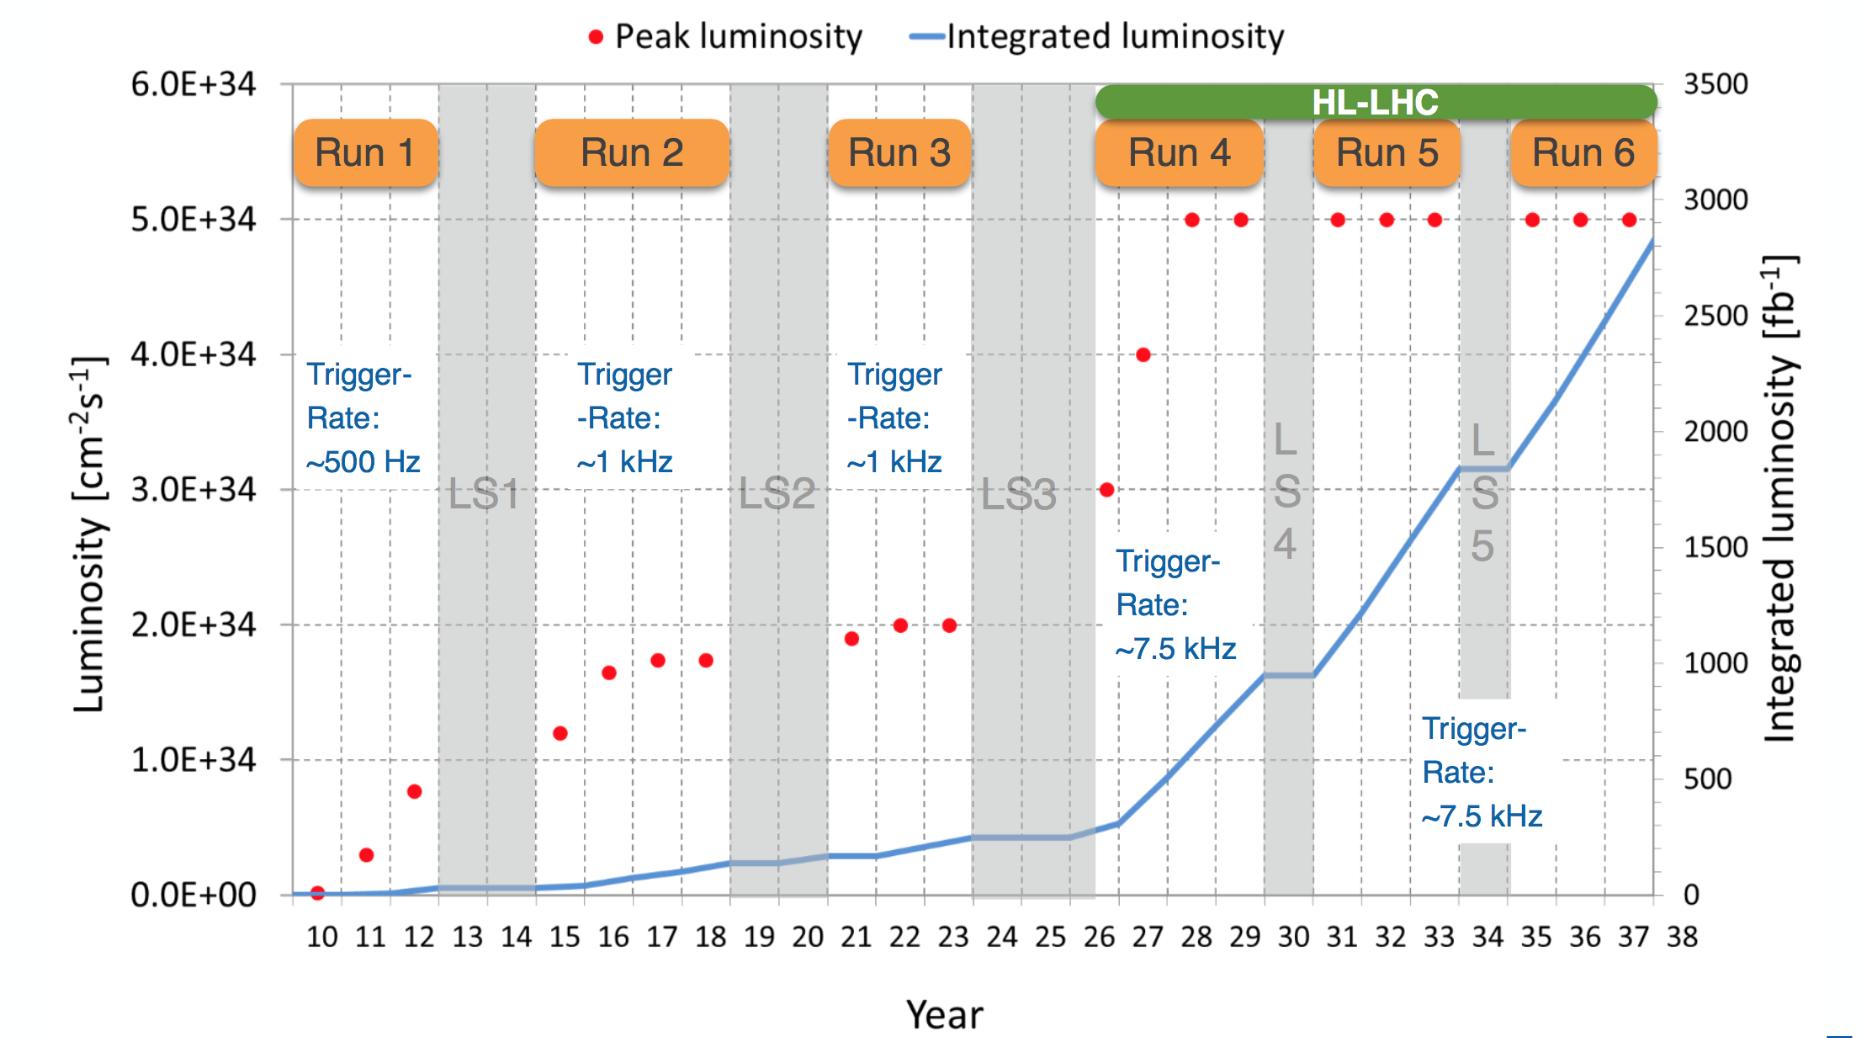 Peak luminosity
Integrated luminosity
6.0E+34
5.0E+34
4.0E+34
3.0E+34
2.0E+34
1.0E+34
0.0E+00
Luminosity [cm-2s-1]
3500
3000
2500
2000
1500
1000
500
0
Integrated luminuosity [fb-1]
HL-LHC
Run 1
Run 2
Run 3
Run 4
Run 5
Run 6
Trigger-
Rate:
~500 Hz
LS1
Trigger
-Rate:
~1 kHz
LS2
Trigger
-Rate:
~1 kHz
LS3
Trigger-
Rate:
~7.5 kHz
L
S
4
L
S
5
Trigger-
Rate:
~7.5 kHz
10 11 12 13 14 15 16 17 18 19 20 21 22 23 24 25 26 27 28 29 30 31 32 33 34 35 36 37 38
Year